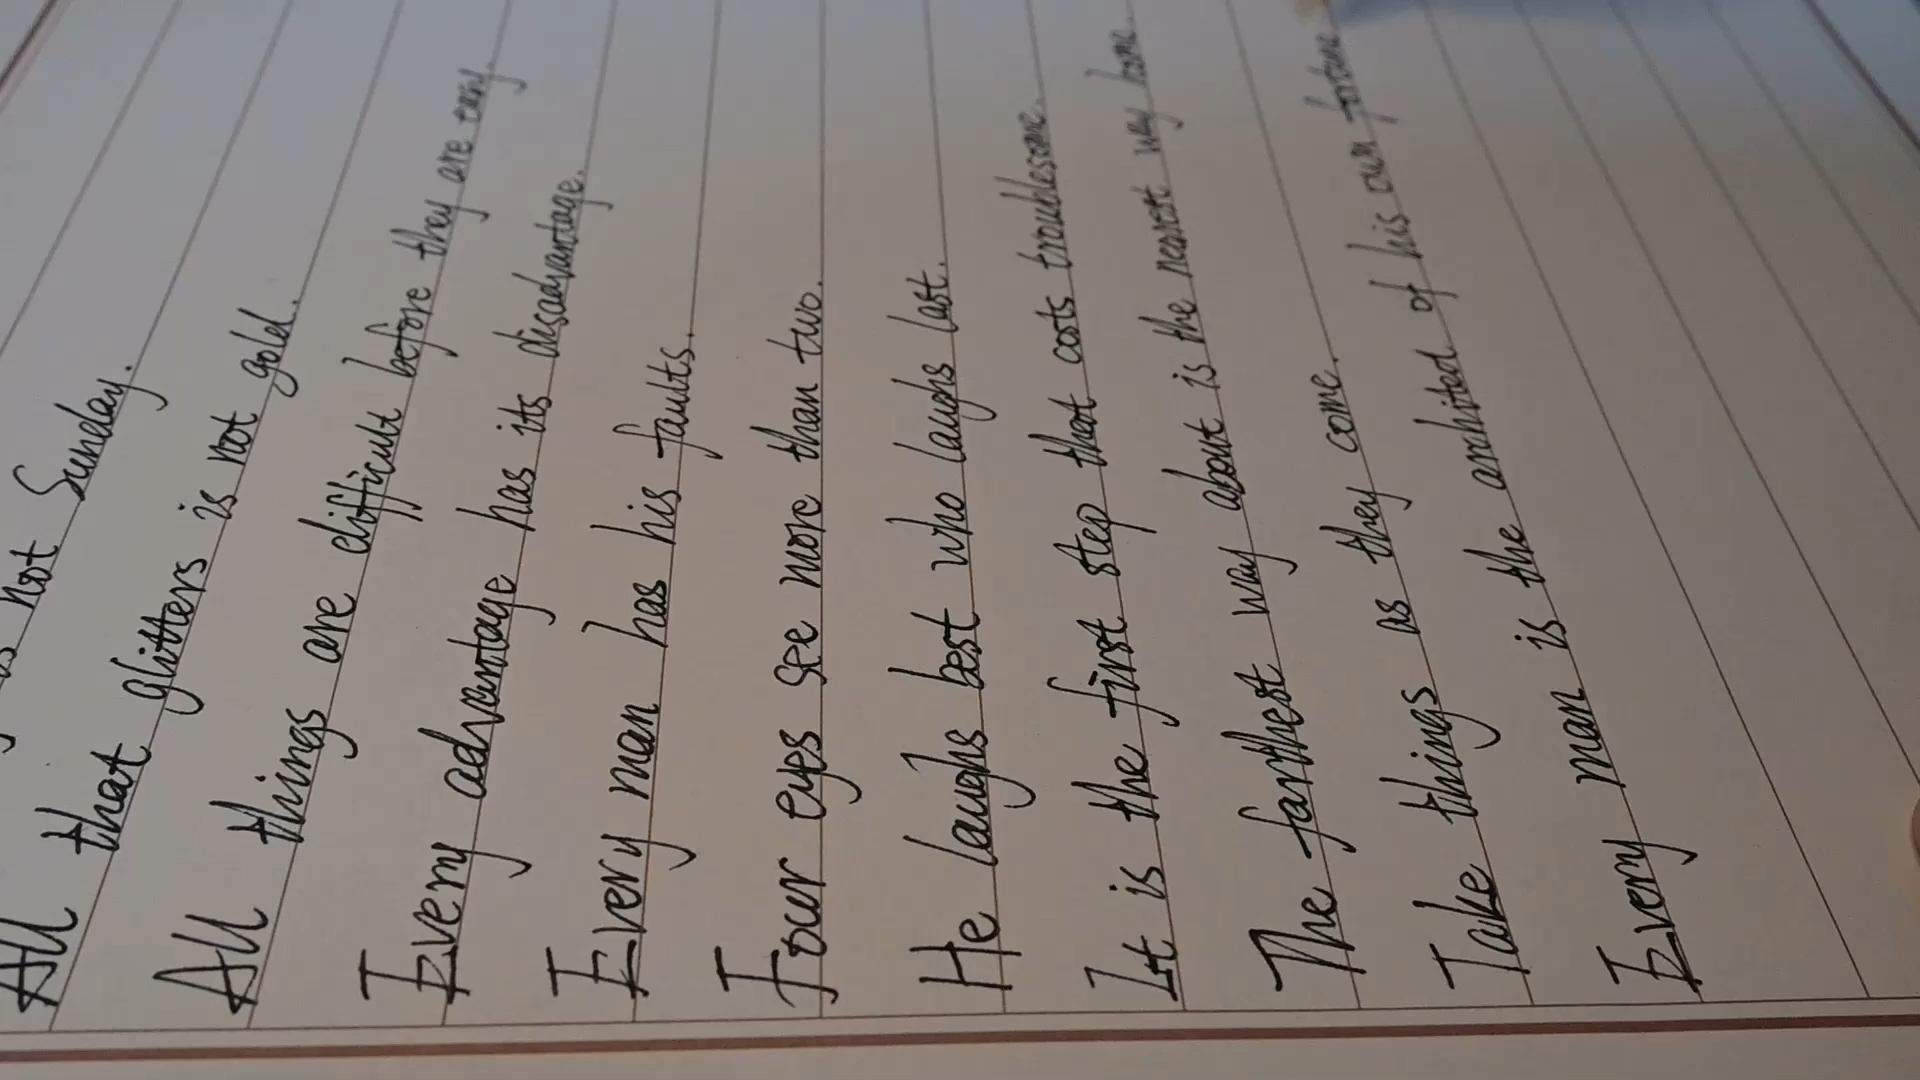 not Sunday.
All that glitters is not gold.
All things are difficult before they are easy.
Every advantage has its disadvantage.
Every man has his faults.
Four eyes see more than two.
He laughs best who laughs last.
It is the first step that costs troublesome.
The farthest way about is the nearest way home.
Take things as they come.
Every man is the architect of his own fortune